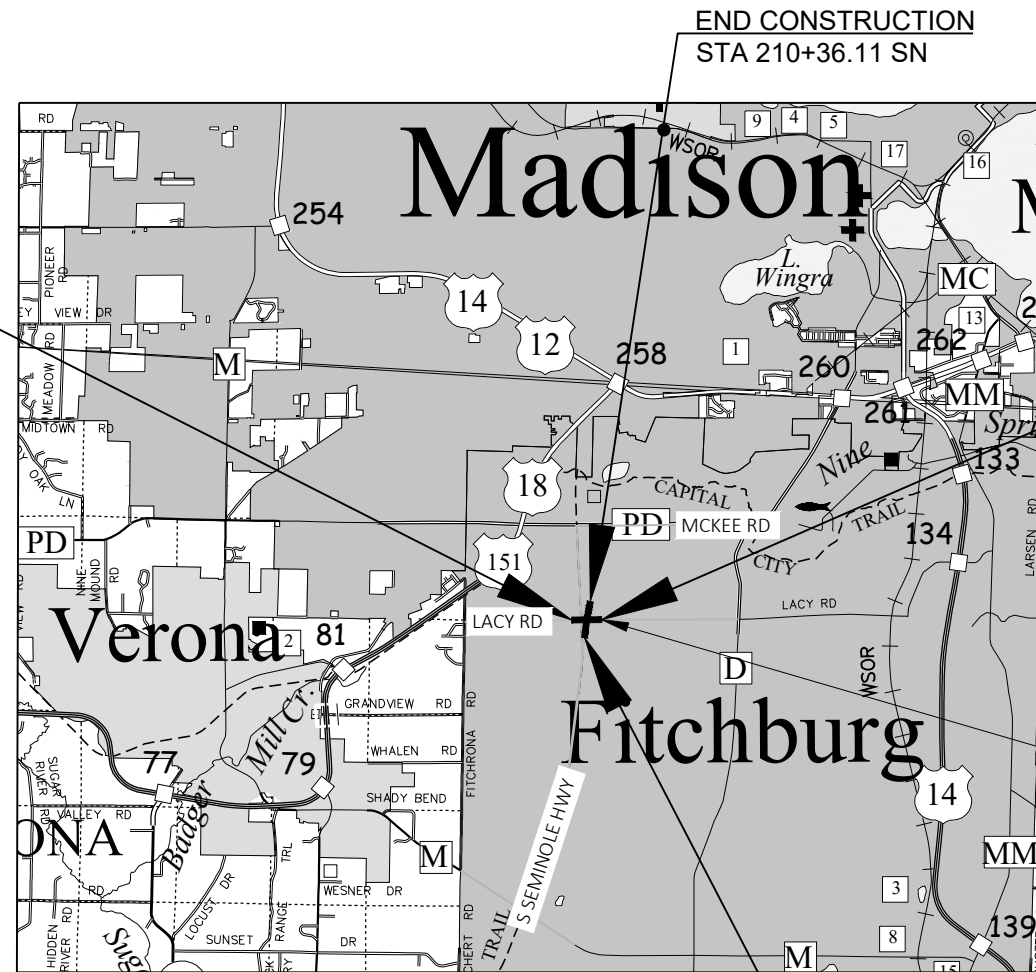 END CONSTRUCTION
STA 210+36.11 SN
RD
9
4
5
WSOR
Madison
17
16
254
PIONEER
RD
L.
Wingra
MC
VIEW DR
14
13
12
262
M
258
1
260
MEADOW RD
MM
261
MIDTOWN RD
Nine
133
OAK
LN
18
CAPITAL
TRAIL
PD
PD
MCKEE RD
134
LARSEN RD
NINE
MOUND
RD
151
CITY
LACY RD
LACY RD
Verona
2
81
D
WSOR
Mill Cr.
GRANDVIEW RD
RD
Fitchburg
WHALEN RD
FITCHRONA
77
79
SUGAR
RIVER RD
14
SHADY BEND
VALLEY RD
S SEMINOLE HWY
ONA
Badger
M
MM
TRL
3
RD
WESNER DR
LOCUST DR
RANGE
8
139
HIDDEN
RIVER RD
SUNSET DR
RD
TRAIL
M
15